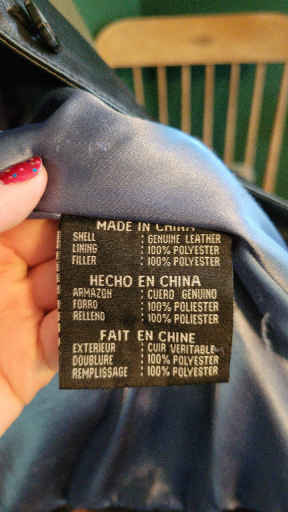 MADE IN CHINA
SHELL : GENUINE LEATHER
LINING : 100% POLYESTER
FILLER : 100% POLYESTER
HECHO EN CHINA
ARMAZON : CUERO GENUINO
FORRO : 100% POLIESTER
RELLENO : 100% POLIESTER
FAIT EN CHINE
EXTERIEUR : CUIR VERITABLE
DOUBLURE : 100% POLYESTER
REMPLISSAGE : 100% POLYESTER